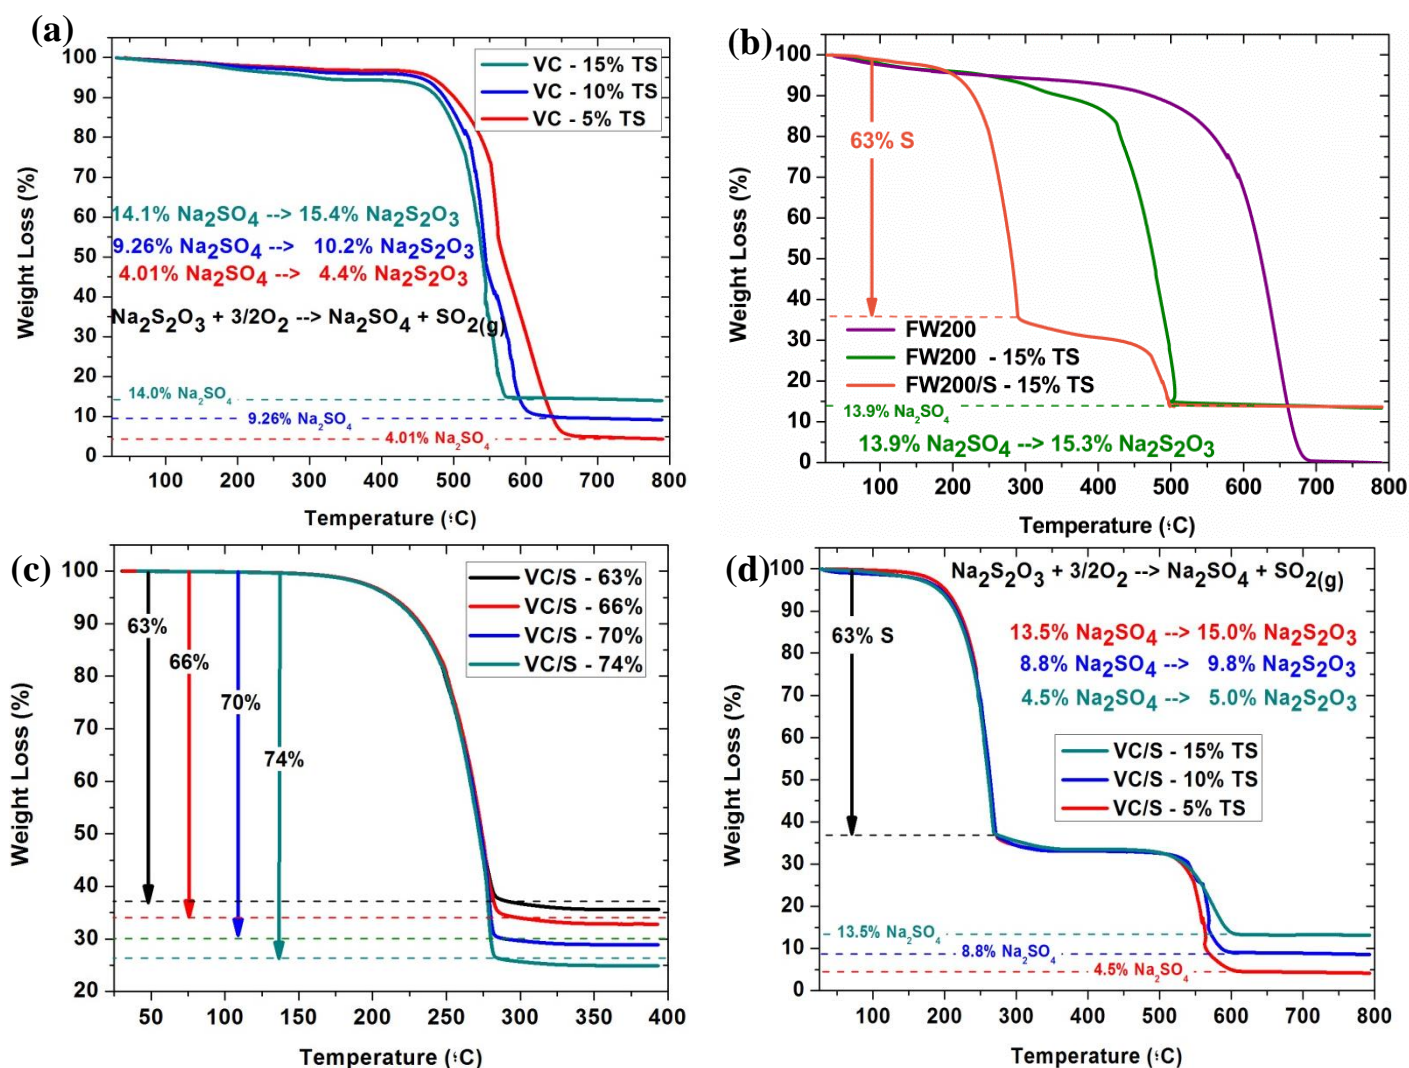 (a)
100
90
80
70
60
50
40
30
20
10
0
Weight Loss (%)
VC - 15% TS
VC - 10% TS
VC - 5% TS
14.1% Na2SO4 --> 15.4% Na2S2O3
9.26% Na2SO4 --> 10.2% Na2S2O3
4.01% Na2SO4 --> 4.4% Na2S2O3
Na2S2O3 + 3/2O2 --> Na2SO4 + SO2(g)
14.0% Na2SO4
9.26% Na2SO4
4.01% Na2SO4
100 200 300 400 500 600 700 800
Temperature (°C)
(b)
100
90
80
70
60
50
40
30
20
10
0
Weight Loss (%)
63% S
FW200
FW200 - 15% TS
FW200/S - 15% TS
13.9% Na2SO4
13.9% Na2SO4 --> 15.3% Na2S2O3
100 200 300 400 500 600 700 800
Temperature (°C)
(c)
100
90
80
70
60
50
40
30
20
Weight Loss (%)
VC/S - 63%
VC/S - 66%
VC/S - 70%
VC/S - 74%
63%
66%
70%
74%
50 100 150 200 250 300 350 400
Temperature (°C)
(d)
100
90
80
70
60
50
40
30
20
10
0
Weight Loss (%)
Na2S2O3 + 3/2O2 --> Na2SO4 + SO2(g)
63% S
13.5% Na2SO4 --> 15.0% Na2S2O3
8.8% Na2SO4 --> 9.8% Na2S2O3
4.5% Na2SO4 --> 5.0% Na2S2O3
VC/S - 15% TS
VC/S - 10% TS
VC/S - 5% TS
13.5% Na2SO4
8.8% Na2SO4
4.5% Na2SO4
100 200 300 400 500 600 700 800
Temperature (°C)